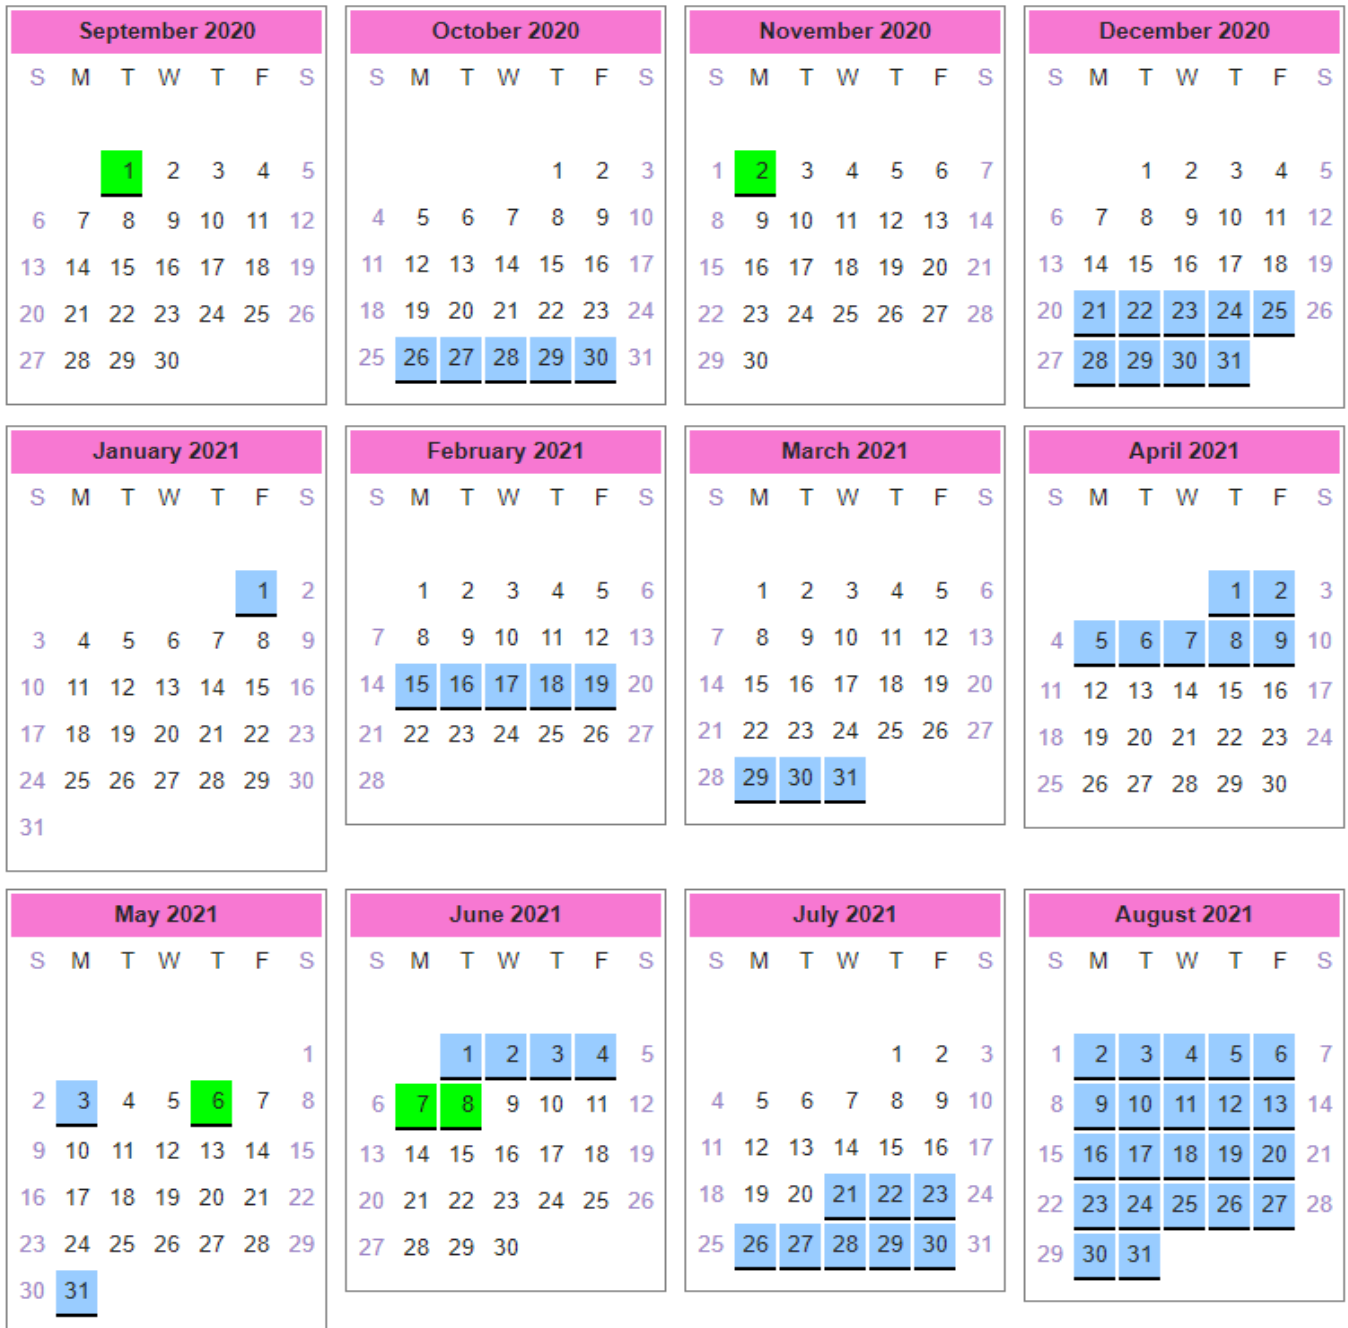 September 2020 October 2020 November 2020 December 2020
S M T W T F S S M T W T F S S M T W T F S S M T W T F S
1 2 3 4 5 1 2 3 1 2 3 4 5 6 7 1 2 3 4 5
6 7 8 9 10 11 12 4 5 6 7 8 9 10 8 9 10 11 12 13 14 6 7 8 9 10 11 12
13 14 15 16 17 18 19 11 12 13 14 15 16 17 15 16 17 18 19 20 21 13 14 15 16 17 18 19
20 21 22 23 24 25 26 18 19 20 21 22 23 24 22 23 24 25 26 27 28 20 21 22 23 24 25 26
27 28 29 30 25 26 27 28 29 30 31 29 30 27 28 29 30 31
January 2021 February 2021 March 2021 April 2021
S M T W T F S S M T W T F S S M T W T F S S M T W T F S
1 2 1 2 3 4 5 6 1 2 3 4 5 6 1 2 3
3 4 5 6 7 8 9 7 8 9 10 11 12 13 7 8 9 10 11 12 13 4 5 6 7 8 9 10
10 11 12 13 14 15 16 14 15 16 17 18 19 20 14 15 16 17 18 19 20 11 12 13 14 15 16 17
17 18 19 20 21 22 23 21 22 23 24 25 26 27 21 22 23 24 25 26 27 18 19 20 21 22 23 24
24 25 26 27 28 29 30 28 28 29 30 31 25 26 27 28 29 30
31
May 2021 June 2021 July 2021 August 2021
S M T W T F S S M T W T F S S M T W T F S S M T W T F S
1 1 2 3 4 5 1 2 3 1 2 3 4 5 6 7
2 3 4 5 6 7 8 6 7 8 9 10 11 12 4 5 6 7 8 9 10 8 9 10 11 12 13 14
9 10 11 12 13 14 15 13 14 15 16 17 18 19 11 12 13 14 15 16 17 15 16 17 18 19 20 21
16 17 18 19 20 21 22 20 21 22 23 24 25 26 18 19 20 21 22 23 24 22 23 24 25 26 27 28
23 24 25 26 27 28 29 27 28 29 30 25 26 27 28 29 30 31 29 30 31
30 31